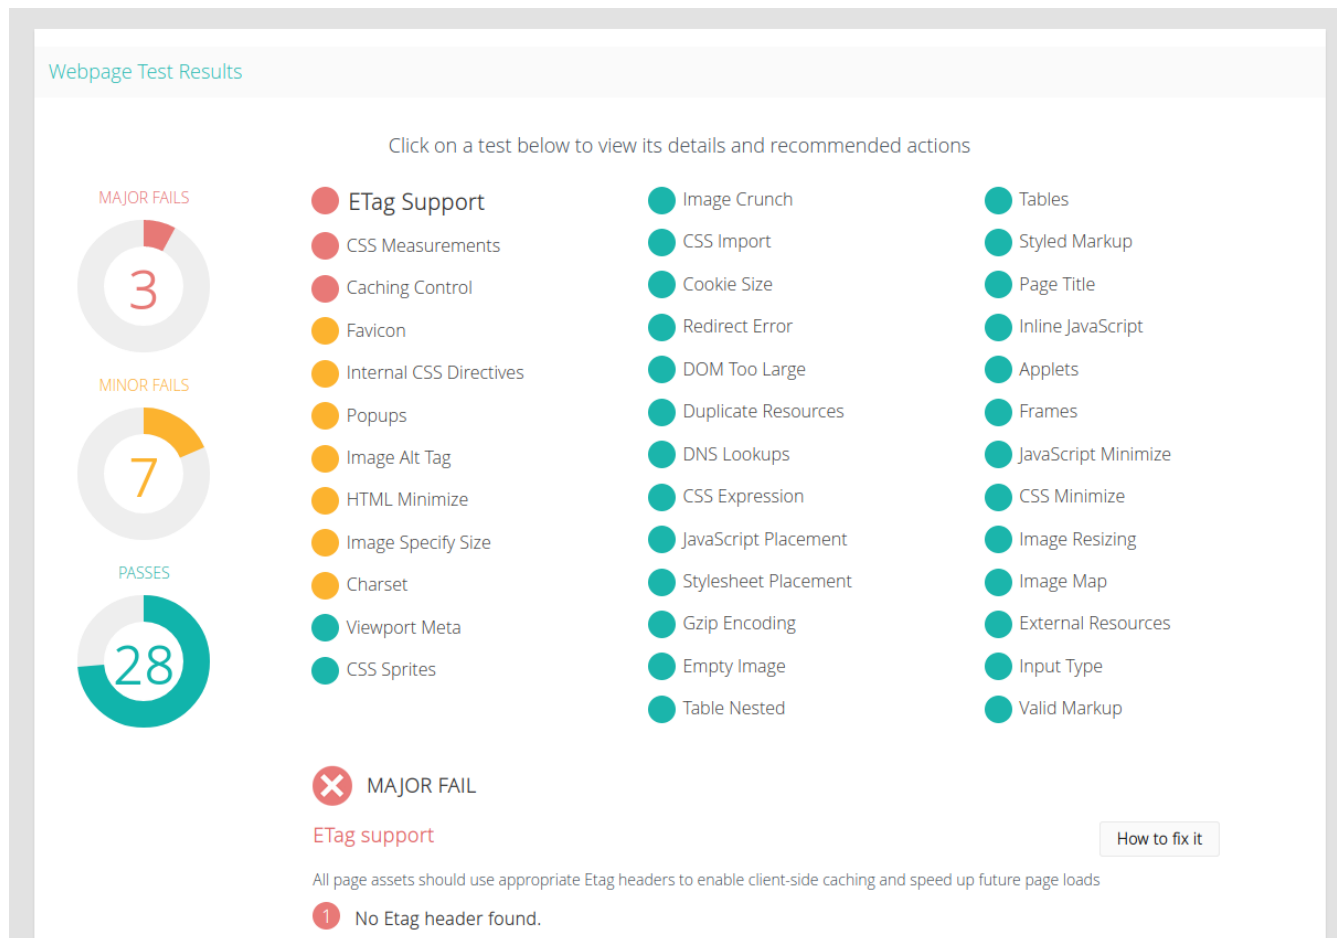 Webpage Test Results
Click on a test below to view its details and recommended actions
MAJOR FAILS
3
MINOR FAILS
7
PASSES
28
ETag Support
CSS Measurements
Caching Control
Favicon
Internal CSS Directives
Popups
Image Alt Tag
HTML Minimize
Image Specify Size
Charset
Viewport Meta
CSS Sprites
Image Crunch
CSS Import
Cookie Size
Redirect Error
DOM Too Large
Duplicate Resources
DNS Lookups
CSS Expression
JavaScript Placement
Stylesheet Placement
Gzip Encoding
Empty Image
Table Nested
Tables
Styled Markup
Page Title
Inline JavaScript
Applets
Frames
JavaScript Minimize
CSS Minimize
Image Resizing
Image Map
External Resources
Input Type
Valid Markup
MAJOR FAIL
ETag support
How to fix it
All page assets should use appropriate Etag headers to enable client-side caching and speed up future page loads
1 No Etag header found.